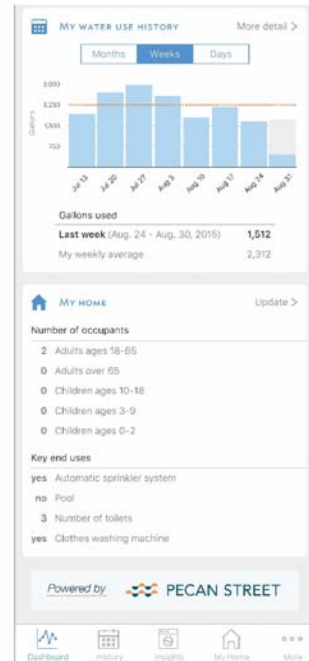 MY WATER USE HISTORY More detail >
Months Weeks Days
Gallons
3,000
2,250
1,500
750
Jul 13 Jul 20 Jul 27 Aug 3 Aug 10 Aug 17 Aug 24 Aug 31
Gallons used
Last week (Aug. 24 - Aug. 30, 2015) 1,512
My weekly average 2,312
MY HOME Update >
Number of occupants
2 Adults ages 18-65
0 Adults over 65
0 Children ages 10-18
0 Children ages 3-9
0 Children ages 0-2
Key end uses
yes Automatic sprinkler system
no Pool
3 Number of toilets
yes Clothes washing machine
Powered by PECAN STREET
Dashboard History Insights My Home More